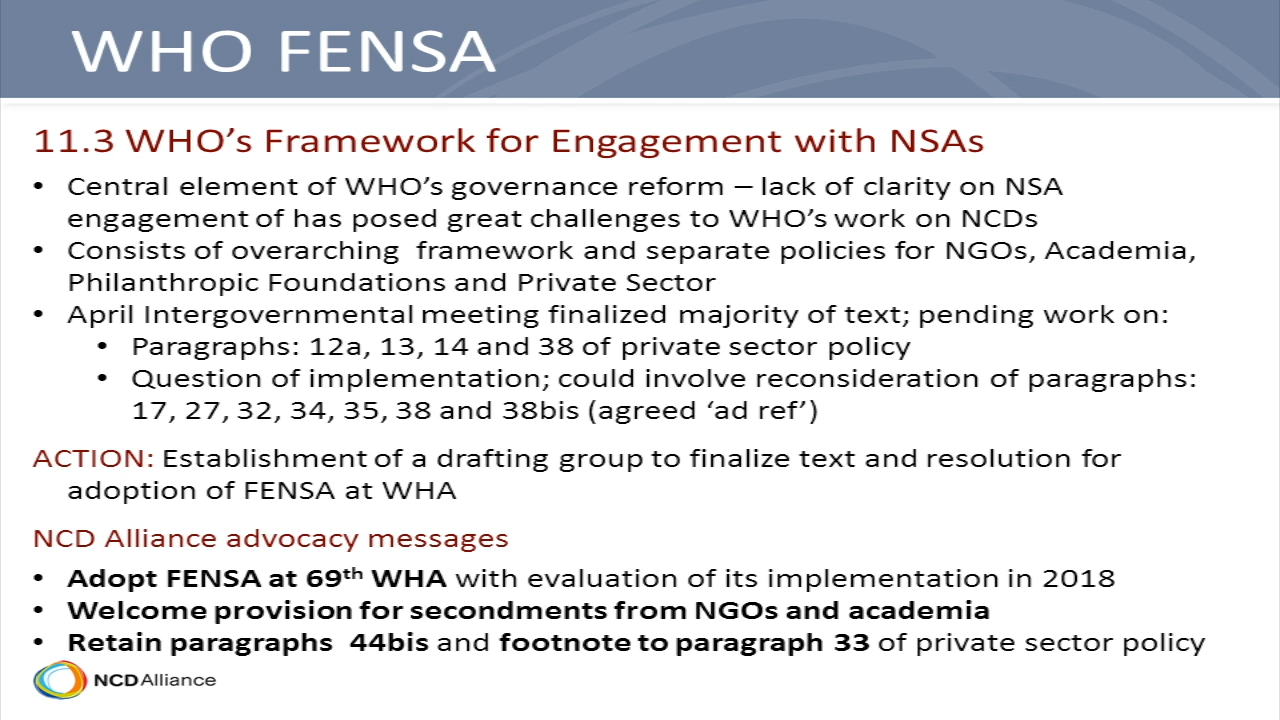 WHO FENSA
11.3 WHO’s Framework for Engagement with NSAs
• Central element of WHO’s governance reform – lack of clarity on NSA
engagement of has posed great challenges to WHO’s work on NCDs
• Consists of overarching framework and separate policies for NGOs, Academia,
Philanthropic Foundations and Private Sector
• April Intergovernmental meeting finalized majority of text; pending work on:
• Paragraphs: 12a, 13, 14 and 38 of private sector policy
• Question of implementation; could involve reconsideration of paragraphs:
17, 27, 32, 34, 35, 38 and 38bis (agreed ‘ad ref’)
ACTION: Establishment of a drafting group to finalize text and resolution for
adoption of FENSA at WHA
NCD Alliance advocacy messages
• Adopt FENSA at 69th WHA with evaluation of its implementation in 2018
• Welcome provision for secondments from NGOs and academia
• Retain paragraphs 44bis and footnote to paragraph 33 of private sector policy
NCD Alliance